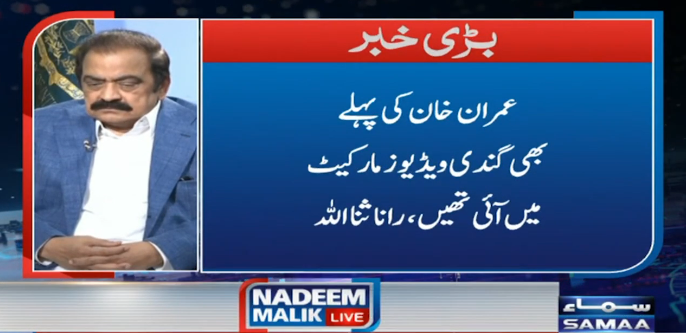 بڑی خبر
عمران خان کی پہلے
بھی گندی ویڈیوز مارکیٹ
میں آئی تھیں، رانا ثنا اللہ
NADEEM
MALIK LIVE
سماء
SAMAA